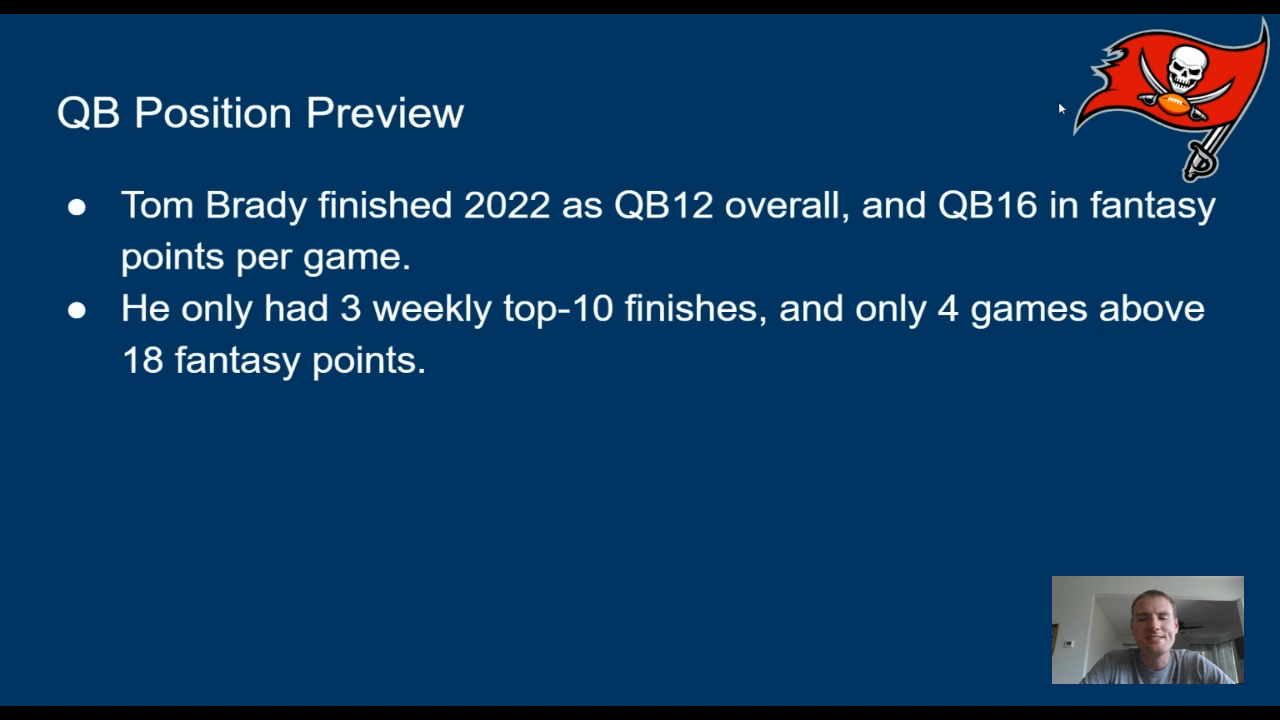 QB Position Preview
● Tom Brady finished 2022 as QB12 overall, and QB16 in fantasy
points per game.
● He only had 3 weekly top-10 finishes, and only 4 games above
18 fantasy points.